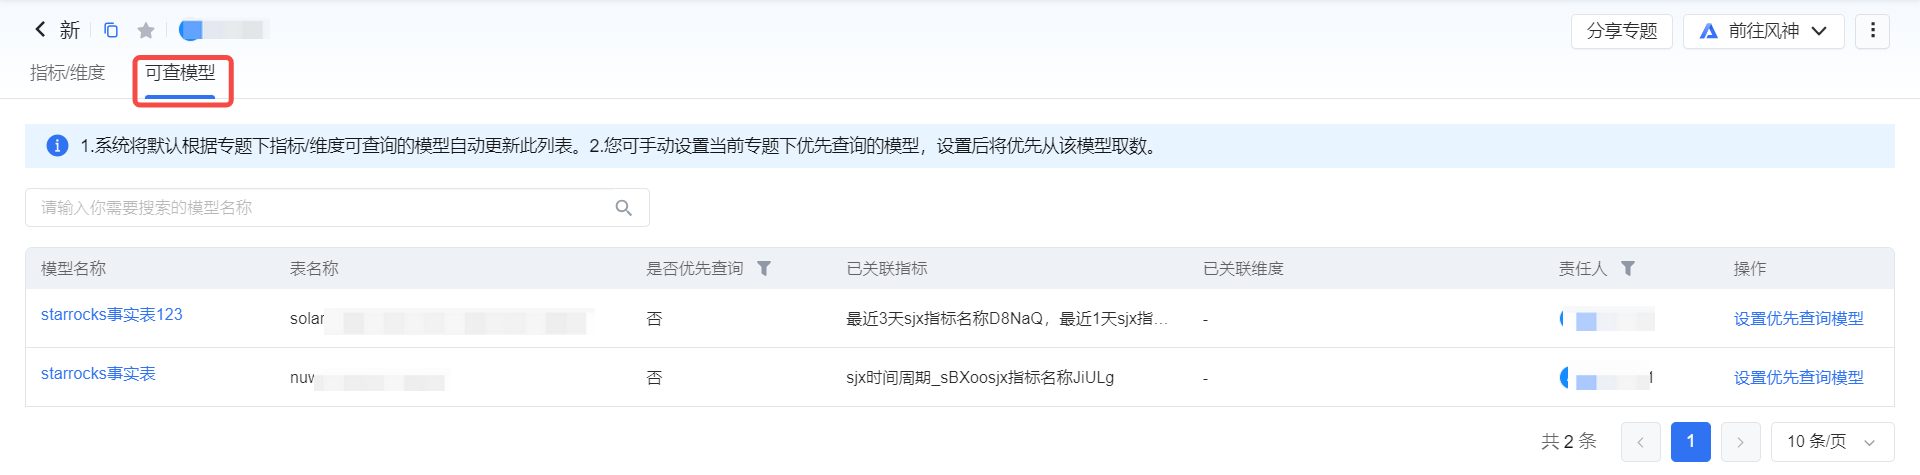 新
分享专题
前往风神
指标/维度
可查模型
1.系统将默认根据专题下指标/维度可查询的模型自动更新此列表。2.您可手动设置当前专题下优先查询的模型，设置后将优先从该模型取数。
请输入你需要搜索的模型名称
模型名称 表名称 是否优先查询 已关联指标 已关联维度 责任人 操作
starrocks事实表123 solar 否 最近3天sjx指标名称D8NaQ，最近1天sjx指... - 设置优先查询模型
starrocks事实表 nuw 否 sjx时间周期_sBXoosjx指标名称JiULg - 1 设置优先查询模型
共 2 条 1 10 条/页